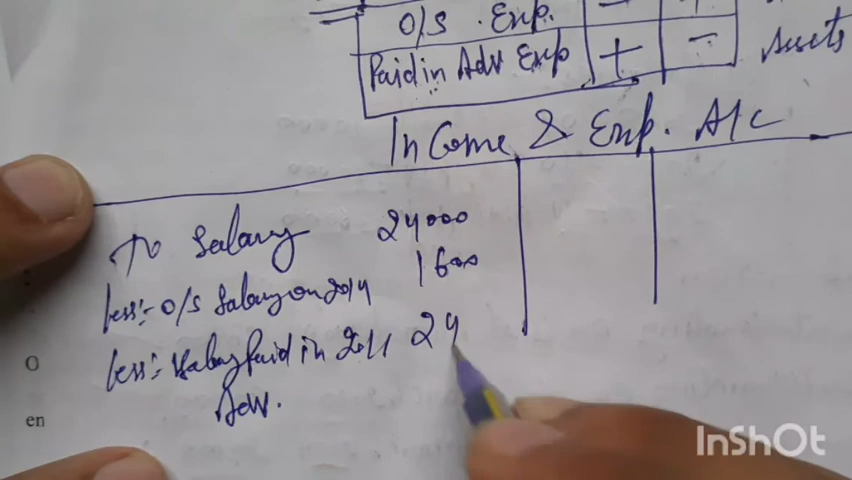 O/S . Exp. - +
Paid in Adv Exp + - Assets
Income & Exp. A/c
To Salary 24000
Less:- O/S Salary on 2014 1600
Less:- Salary Paid in 2011 24
Adv.
O
en
InShOt